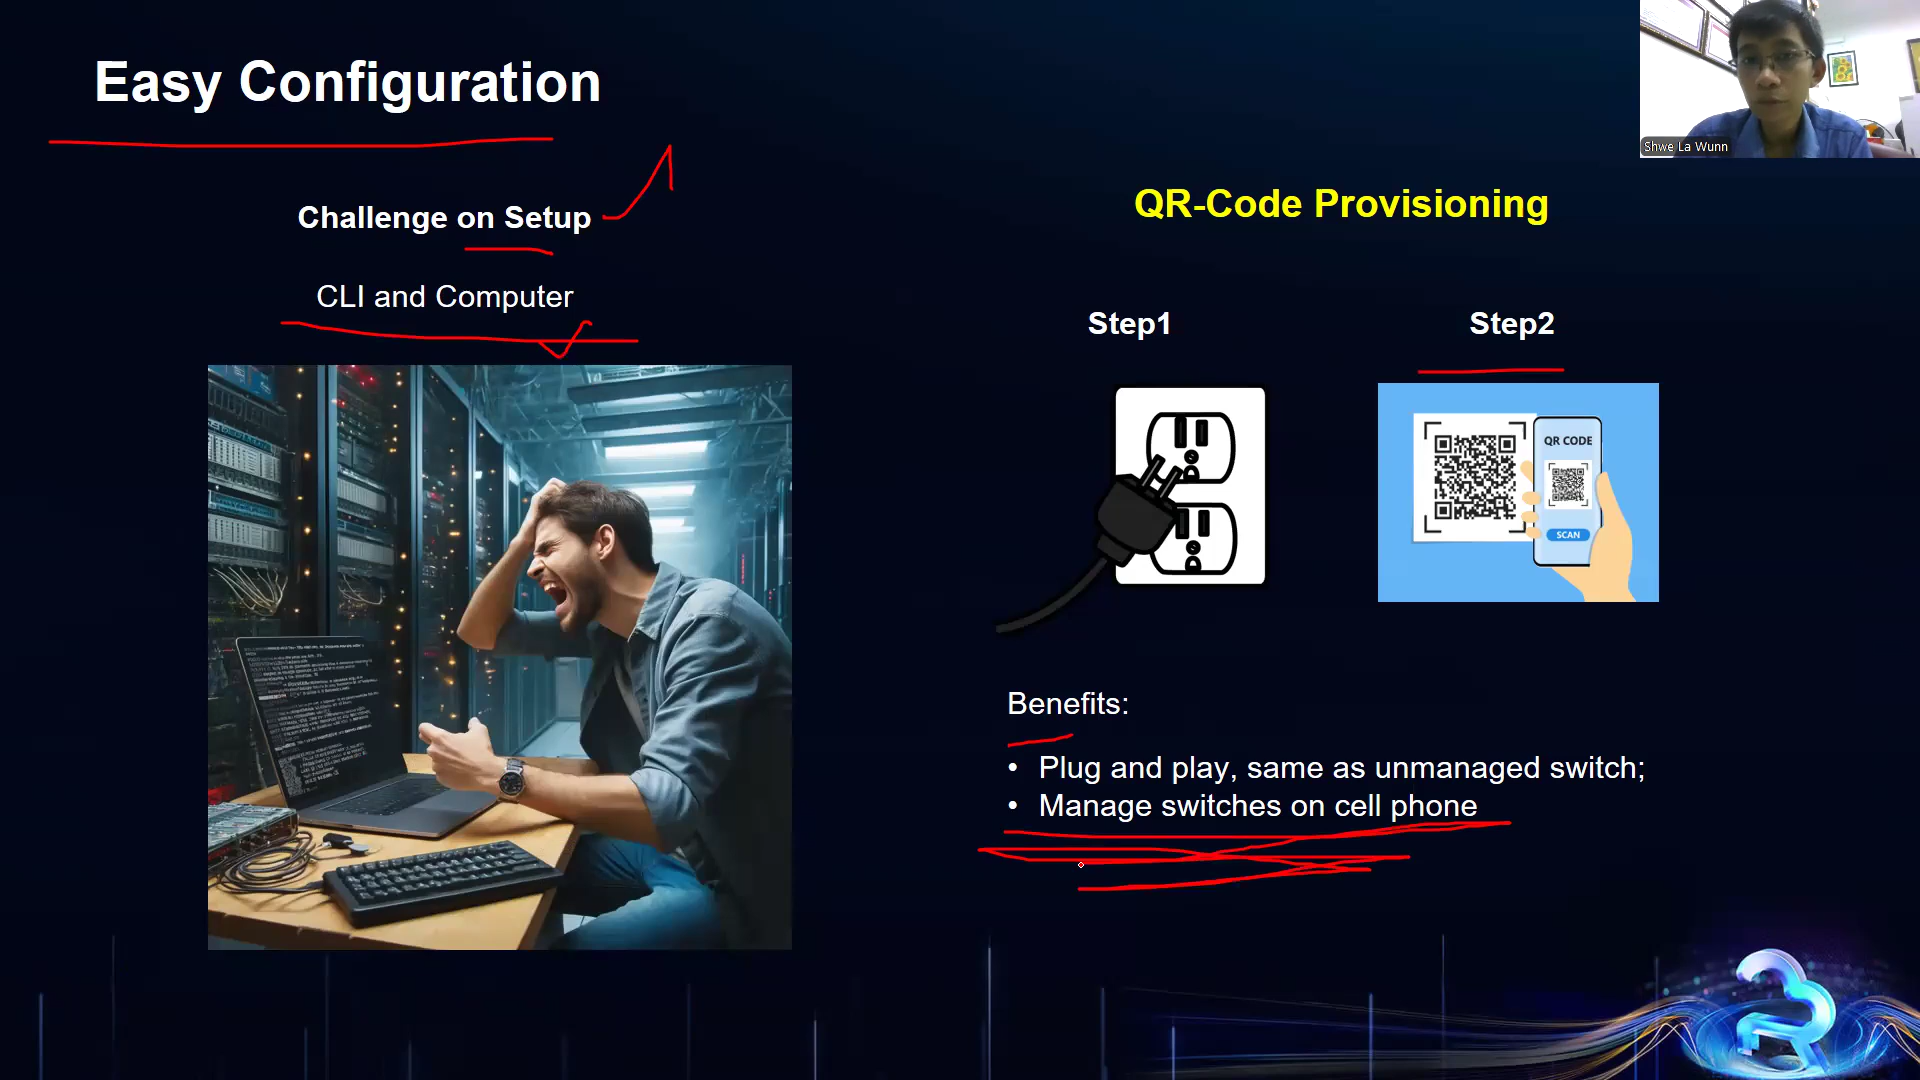 Easy Configuration
Shwe La Wunn
Challenge on Setup
CLI and Computer
QR-Code Provisioning
Step1
Step2
QR CODE
SCAN
Benefits:
• Plug and play, same as unmanaged switch;
• Manage switches on cell phone